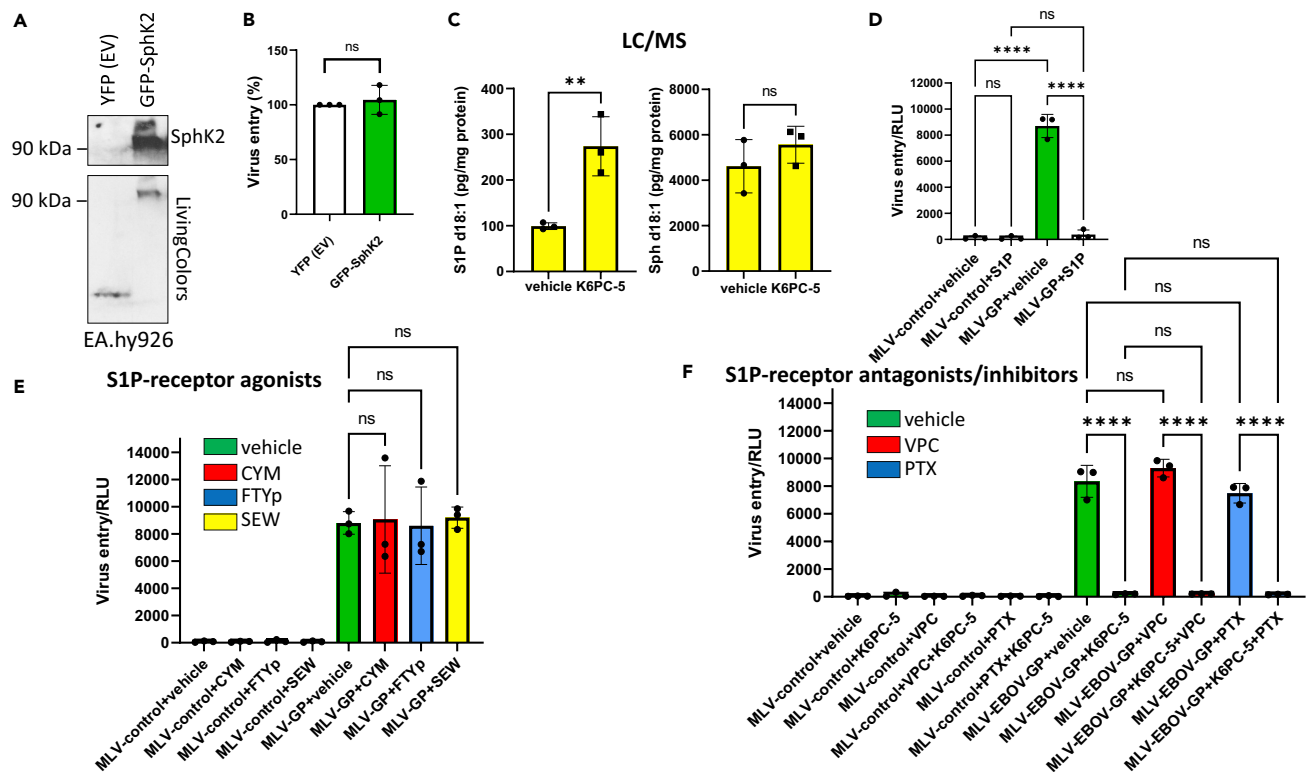 A
YFP (EV)
GFP-SphK2
90 kDa
SphK2
90 kDa
LivingColors
EA.hy926
B
ns
Virus entry (%)
150
100
50
0
YFP (EV)
GFP-SphK2
C
LC/MS
**
S1P d18:1 (pg/mg protein)
400
300
200
100
0
vehicle K6PC-5
ns
Sph d18:1 (pg/mg protein)
8000
6000
4000
2000
0
vehicle K6PC-5
D
ns
****
ns
****
Virus entry/RLU
12000
10000
8000
6000
4000
2000
0
MLV-control+vehicle
MLV-control+S1P
MLV-GP+vehicle
MLV-GP+S1P
E
S1P-receptor agonists
ns
ns
ns
vehicle
CYM
FTYp
SEW
Virus entry/RLU
14000
12000
10000
8000
6000
4000
2000
0
MLV-control+vehicle
MLV-control+CYM
MLV-control+FTYp
MLV-control+SEW
MLV-GP+vehicle
MLV-GP+CYM
MLV-GP+FTYp
MLV-GP+SEW
F
S1P-receptor antagonists/inhibitors
ns
ns
ns
ns
****
****
****
vehicle
VPC
PTX
Virus entry/RLU
14000
12000
10000
8000
6000
4000
2000
0
MLV-control+vehicle
MLV-control+K6PC-5
MLV-control+VPC
MLV-control+VPC+K6PC-5
MLV-control+PTX
MLV-control+PTX+K6PC-5
MLV-EBOV-GP+vehicle
MLV-EBOV-GP+K6PC-5
MLV-EBOV-GP+VPC
MLV-EBOV-GP+K6PC-5+VPC
MLV-EBOV-GP+PTX
MLV-EBOV-GP+K6PC-5+PTX